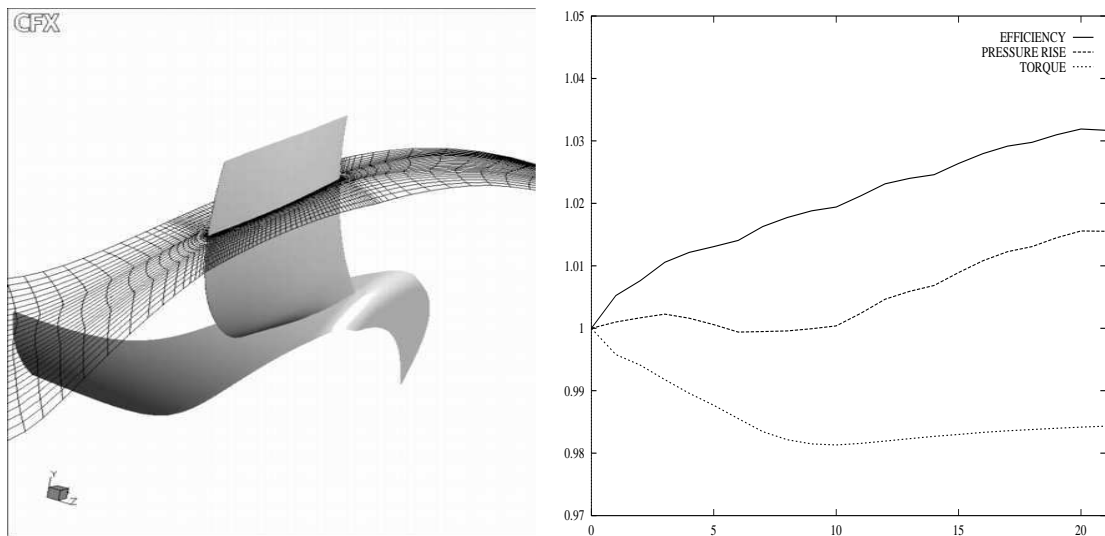 CFX
Y
Z
1.05
1.04
1.03
1.02
1.01
1
0.99
0.98
0.97
0
5
10
15
20
EFFICIENCY
PRESSURE RISE
TORQUE